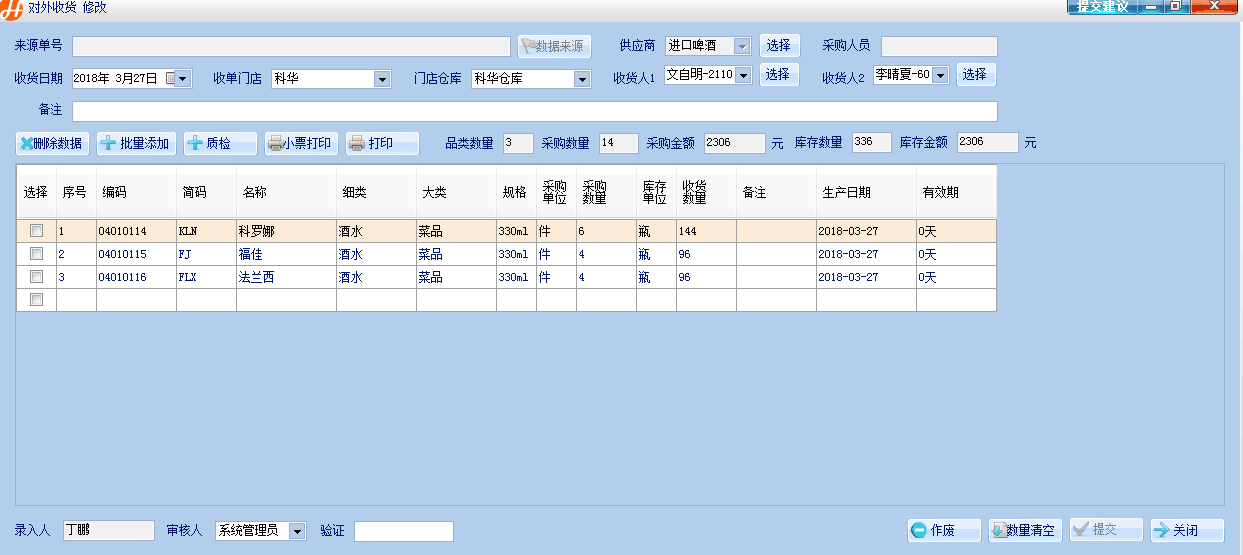 对外收货 修改 提交建议
来源单号 数据来源 供应商 进口啤酒 选择 采购人员
收货日期 2018年 3月27日 收单门店 科华 门店仓库 科华仓库 收货人1 文自明-2110 选择 收货人2 李晴夏-60 选择
备注
删除数据 批量添加 质检 小票打印 打印 品类数量 3 采购数量 14 采购金额 2306 元 库存数量 336 库存金额 2306 元
选择 序号 编码 简码 名称 细类 大类 规格 采购单位 采购数量 库存单位 收货数量 备注 生产日期 有效期
1 04010114 KLN 科罗娜 酒水 菜品 330ml 件 6 瓶 144 2018-03-27 0天
2 04010115 FJ 福佳 酒水 菜品 330ml 件 4 瓶 96 2018-03-27 0天
3 04010116 FLX 法兰西 酒水 菜品 330ml 件 4 瓶 96 2018-03-27 0天
录入人 丁鹏 审核人 系统管理员 验证 作废 数量清空 提交 关闭